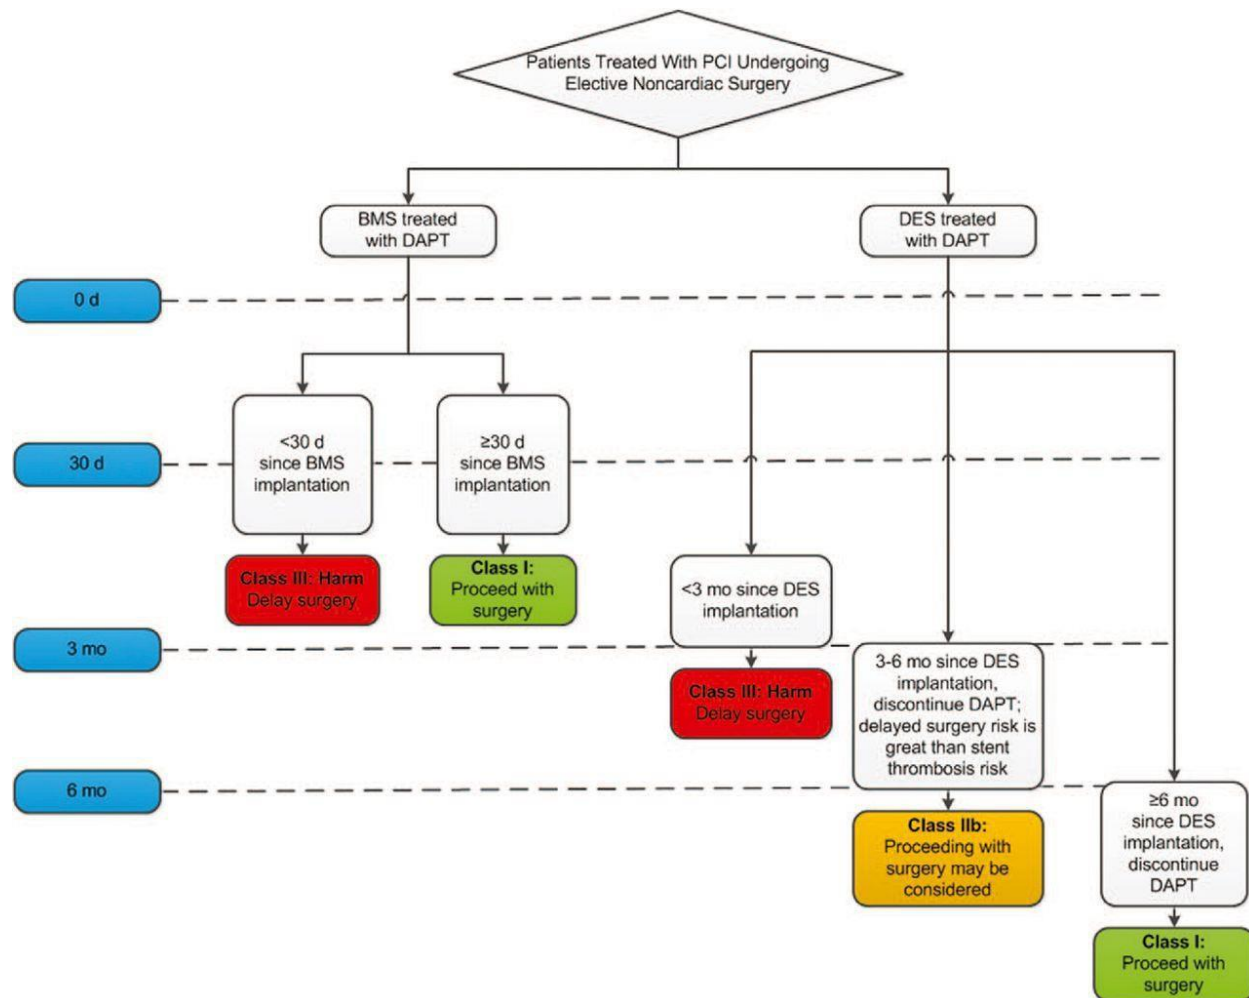 Patients Treated With PCI Undergoing
Elective Noncardiac Surgery
BMS treated
with DAPT
DES treated
with DAPT
0 d
30 d
<30 d
since BMS
implantation
≥30 d
since BMS
implantation
Class III: Harm
Delay surgery
Class I:
Proceed with
surgery
<3 mo since DES
implantation
3 mo
Class III: Harm
Delay surgery
3-6 mo since DES
implantation,
discontinue DAPT;
delayed surgery risk is
great than stent
thrombosis risk
6 mo
Class IIb:
Proceeding with
surgery may be
considered
≥6 mo
since DES
implantation,
discontinue
DAPT
Class I:
Proceed with
surgery